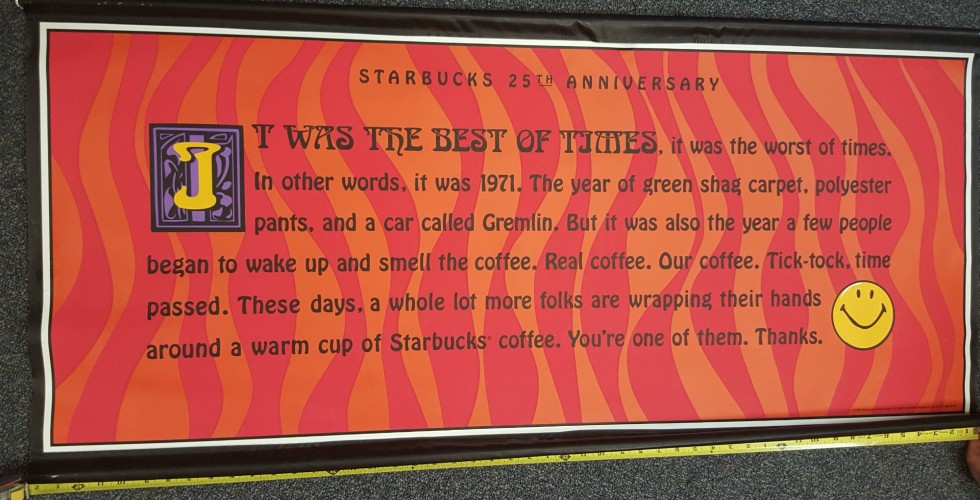 STARBUCKS 25TH ANNIVERSARY
IT WAS THE BEST OF TIMES, it was the worst of times.
In other words, it was 1971. The year of green shag carpet, polyester
pants, and a car called Gremlin. But it was also the year a few people
began to wake up and smell the coffee. Real coffee. Our coffee. Tick-tock, time
passed. These days, a whole lot more folks are wrapping their hands
around a warm cup of Starbucks® coffee. You're one of them. Thanks.